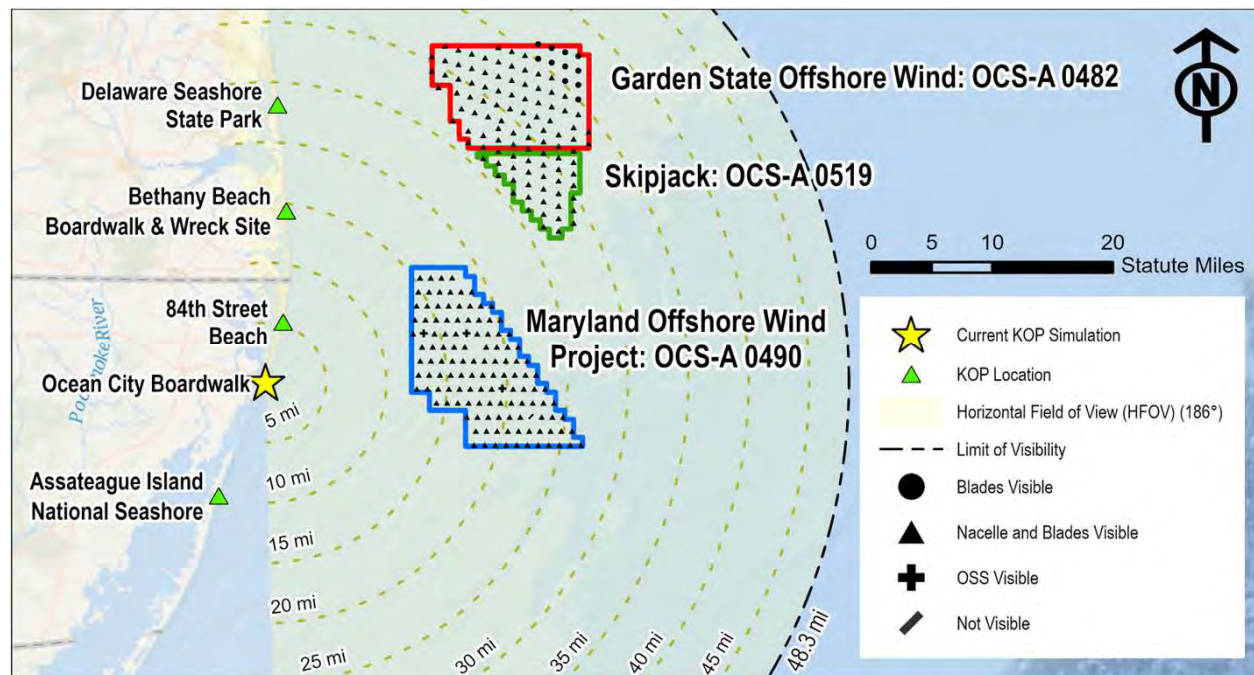 Delaware Seashore
State Park
Bethany Beach
Boardwalk & Wreck Site
84th Street
Beach
Ocean City Boardwalk
Assateague Island
National Seashore
Pocomoke River
5 mi
10 mi
15 mi
20 mi
25 mi
30 mi
35 mi
40 mi
45 mi
48.3 mi
Garden State Offshore Wind: OCS-A 0482
Skipjack: OCS-A 0519
Maryland Offshore Wind
Project: OCS-A 0490
N
0 5 10 20
Statute Miles
Current KOP Simulation
KOP Location
Horizontal Field of View (HFOV) (186°)
Limit of Visibility
Blades Visible
Nacelle and Blades Visible
OSS Visible
Not Visible